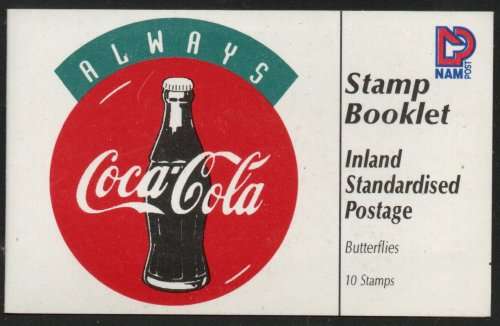 ALWAYS
Coca-Cola
NAM
POST
Stamp
Booklet
Inland
Standardised
Postage
Butterflies
10 Stamps